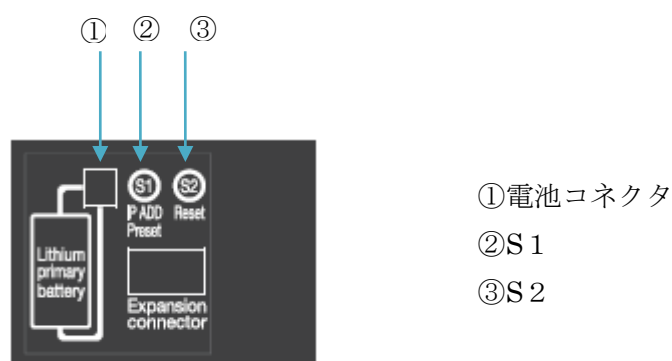 ① ② ③
S1 S2
IP ADD Reset
Preset
Lithium
primary
battery
Expansion
connector
①電池コネクタ
②S１
③S２